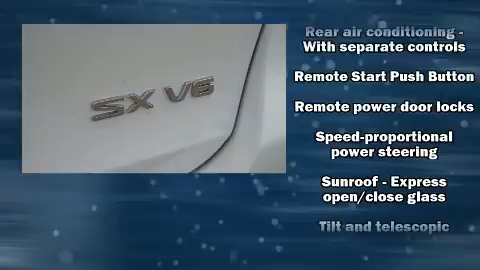 SX V6
Rear air conditioning -
With separate controls
Remote Start Push Button
Remote power door locks
Speed-proportional
power steering
Sunroof - Express
open/close glass
Tilt and telescopic